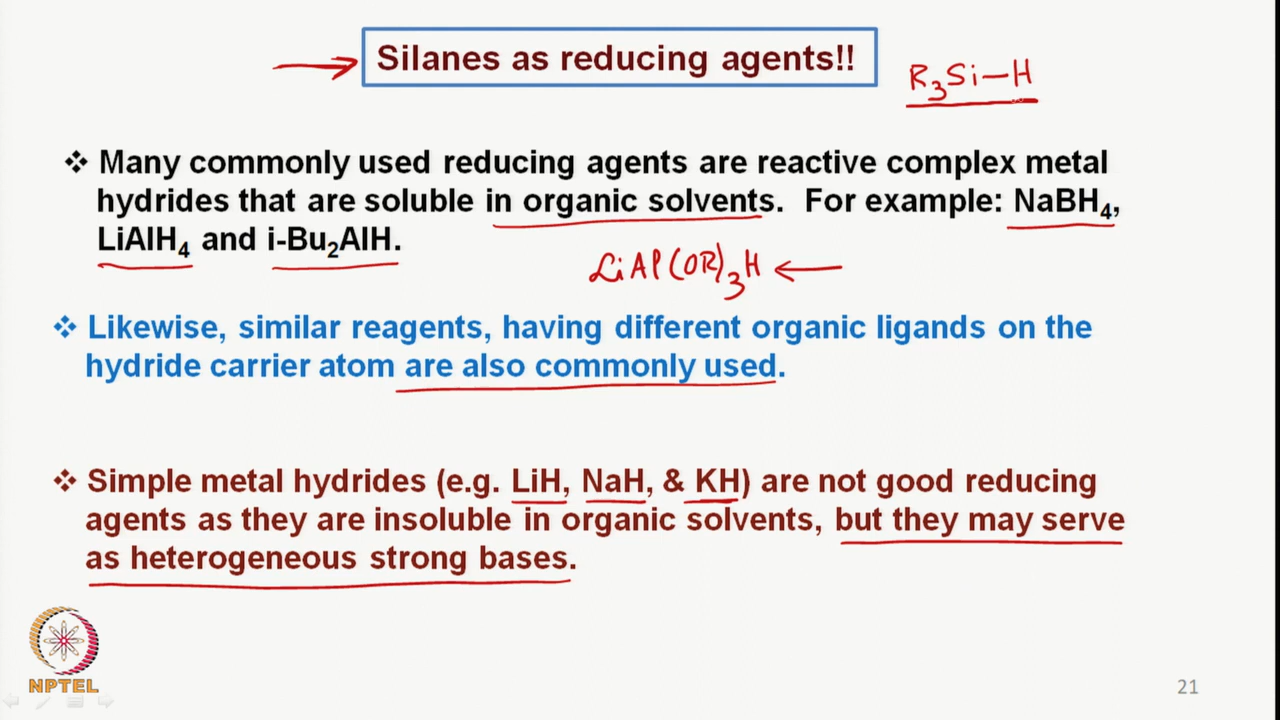 Silanes as reducing agents!!
R₃Si–H
❖ Many commonly used reducing agents are reactive complex metal
hydrides that are soluble in organic solvents. For example: NaBH₄,
LiAlH₄ and i-Bu₂AlH.
LiAl(OR)₃H
❖ Likewise, similar reagents, having different organic ligands on the
hydride carrier atom are also commonly used.
❖ Simple metal hydrides (e.g. LiH, NaH, & KH) are not good reducing
agents as they are insoluble in organic solvents, but they may serve
as heterogeneous strong bases.
NPTEL
21